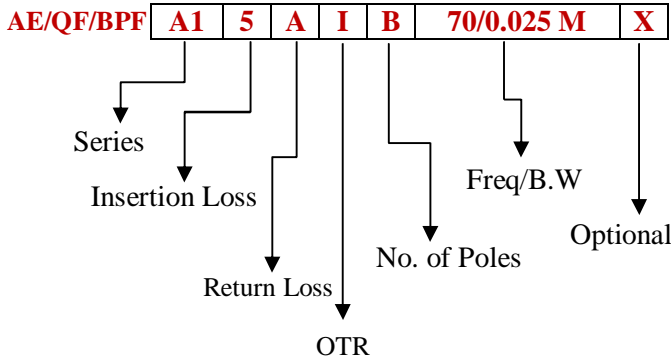 AE/QF/BPF A1 5 A I B 70/0.025 M X
Series
Insertion Loss
Freq/B.W
Optional
No. of Poles
Return Loss
OTR